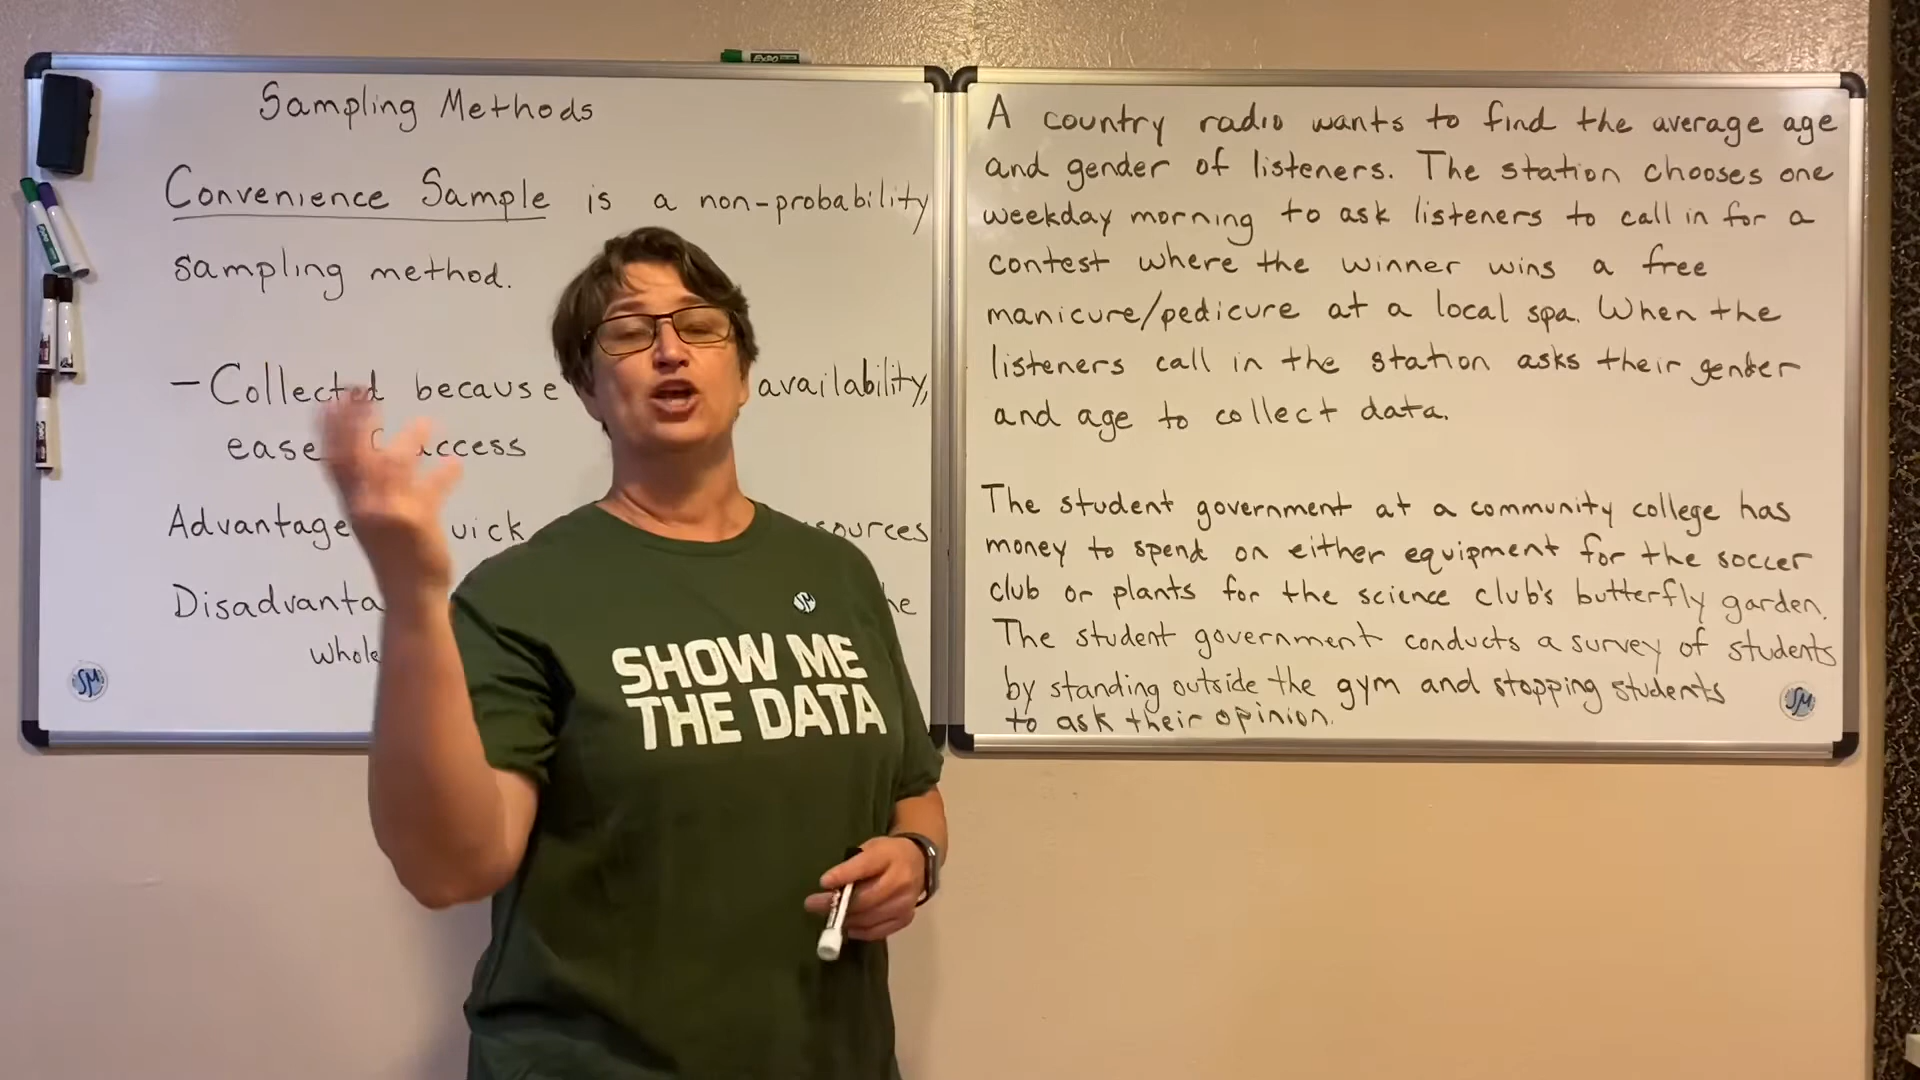 EXPO
Sampling Methods
Convenience Sample is a non-probability
sampling method.
- Collected because availability,
ease access
Advantage
Disadvanta
whole
SM
A country radio wants to find the average age
and gender of listeners. The station chooses one
weekday morning to ask listeners to call in for a
contest where the winner wins a free
manicure/pedicure at a local spa. When the
listeners call in the station asks their gender
and age to collect data.
The student government at a community college has
money to spend on either equipment for the soccer
club or plants for the science club's butterfly garden.
The student government conducts a survey of students
by standing outside the gym and stopping students
to ask their opinion.
SM
SM
SHOW ME
THE DATA